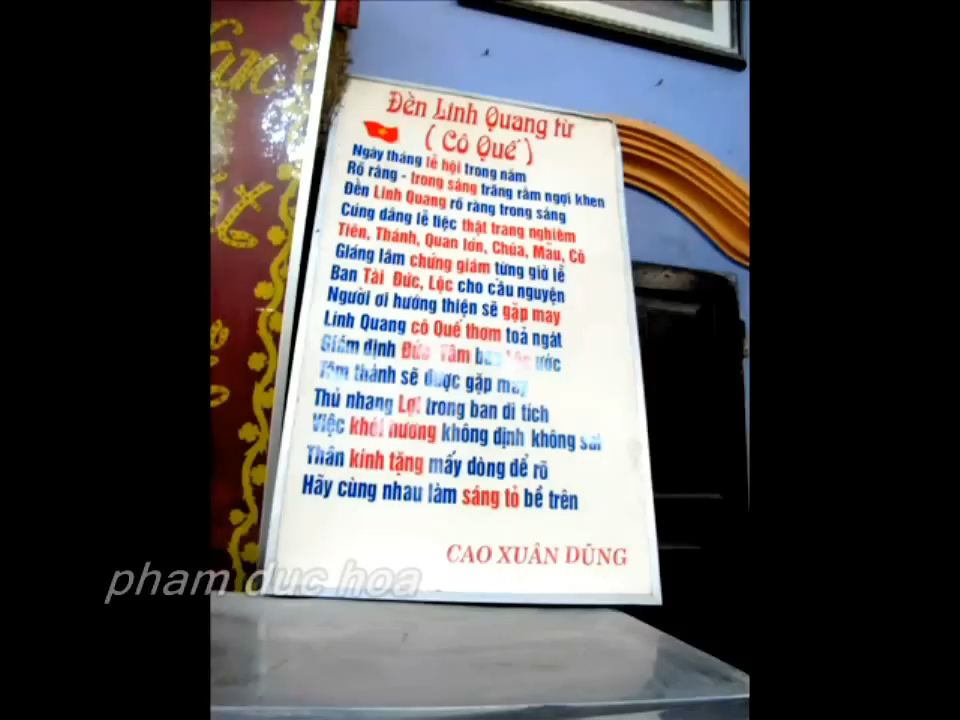 Đền Linh Quang từ
( Cô Quế )
Ngày tháng lễ hội trong năm
Rõ ràng - trong sáng trăng rằm ngợi khen
Đền Linh Quang rõ ràng trong sáng
Cúng dâng lễ tiệc thật trang nghiêm
Tiên, Thánh, Quan lớn, Chúa, Mẫu, Cô
Giáng lâm chứng giám từng giờ lễ
Ban Tài Đức, Lộc cho cầu nguyện
Người ơi hướng thiện sẽ gặp may
Linh Quang cô Quế thơm toả ngát
Giám định Đức Tâm ước
Tâm thành sẽ được gặp may
Thủ nhang Lợi trong ban di tích
Việc khói hương không định không sai
Thân kính tặng mấy dòng để rõ
Hãy cùng nhau làm sáng tỏ bề trên
CAO XUÂN DŨNG
pham duc hoa